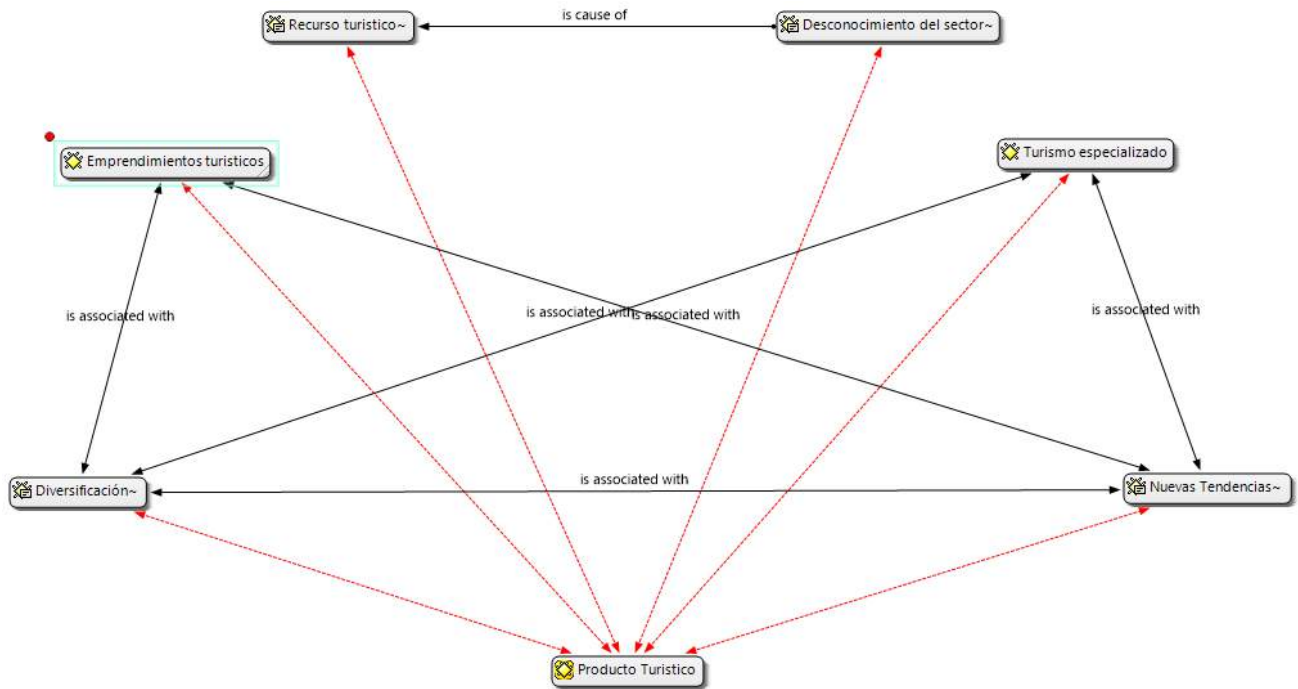 is cause of
Recurso turistico~
Desconocimiento del sector~
Emprendimientos turisticos
Turismo especializado
is associated with
is associated with
is associated with
is associated with
is associated with
Diversificación~
Nuevas Tendencias~
Producto Turistico